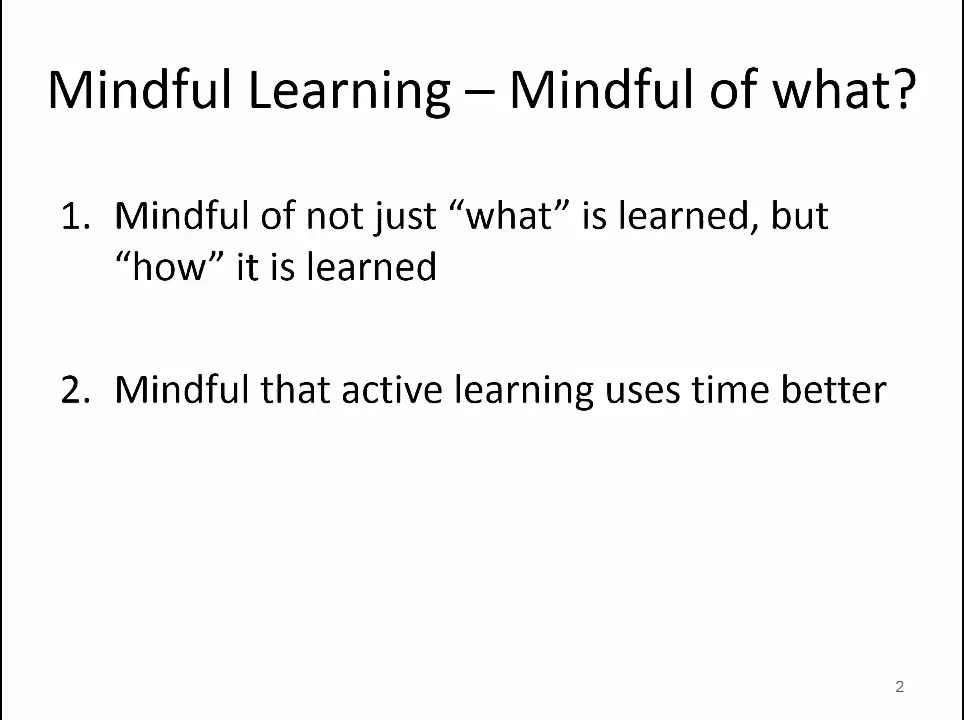 Mindful Learning – Mindful of what?
1. Mindful of not just “what” is learned, but
“how” it is learned
2. Mindful that active learning uses time better
2